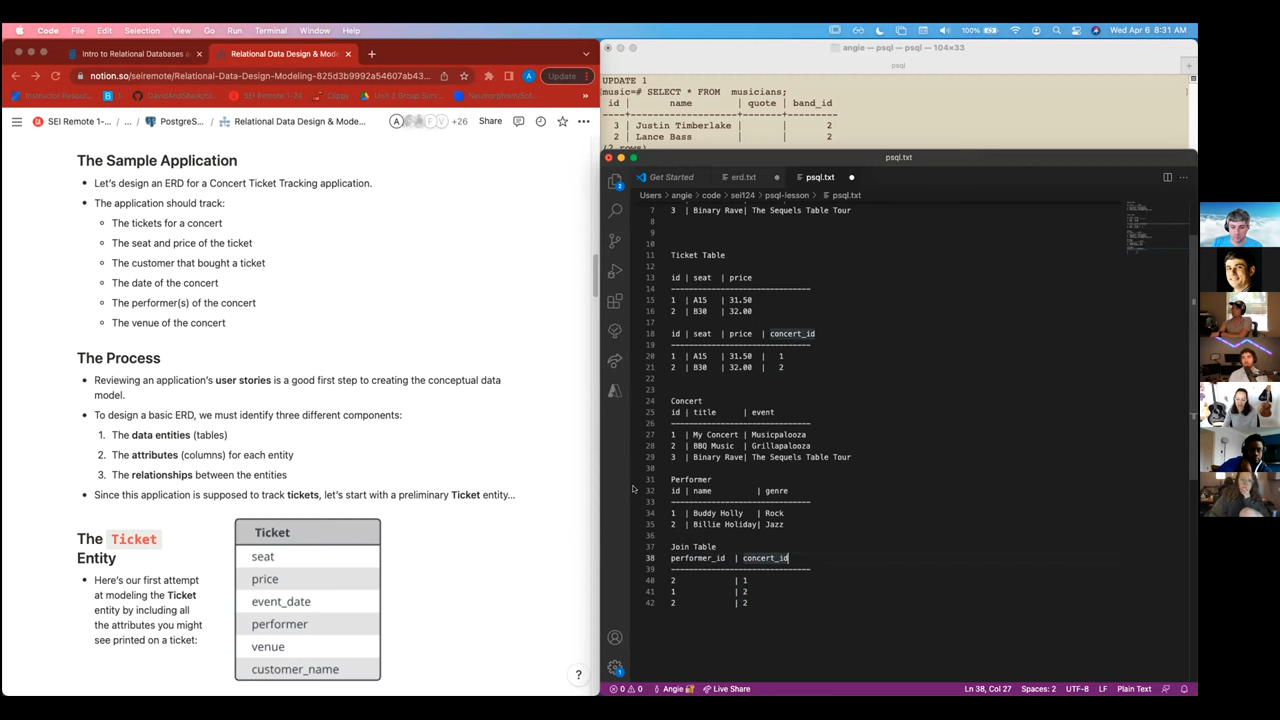 Code File Edit Selection View Go Run Terminal Window Help
100% Wed Apr 6 8:31 AM
Intro to Relational Databases a
Relational Data Design & Mode
notion.so/seiremote/Relational-Data-Design-Modeling-825d3b9992a54607ab43...
A
Update
SEI Remote 1-24
SEI Remote 1-... / ... / PostgreS... / Relational Data Design & Mode...
A F V +26 Share
The Sample Application
Let's design an ERD for a Concert Ticket Tracking application.
The application should track:
The tickets for a concert
The seat and price of the ticket
The customer that bought a ticket
The date of the concert
The performer(s) of the concert
The venue of the concert
The Process
Reviewing an application's user stories is a good first step to creating the conceptual data
model.
To design a basic ERD, we must identify three different components:
1. The data entities (tables)
2. The attributes (columns) for each entity
3. The relationships between the entities
Since this application is supposed to track tickets, let's start with a preliminary Ticket entity...
The Ticket
Entity
Here's our first attempt
at modeling the Ticket
entity by including all
the attributes you might
see printed on a ticket:
Ticket
seat
price
event_date
performer
venue
customer_name
?
angie — psql — psql — 104×33
psql
UPDATE 1
music=# SELECT * FROM  musicians;
id | name | quote | band_id
----+------------------+-------+---------
3 | Justin Timberlake | | 2
2 | Lance Bass | | 2
(2 rows)
psql.txt
Get Started
erd.txt
psql.txt
Users > angie > code > sei124 > psql-lesson > psql.txt
7 3 | Binary Rave| The Sequels Table Tour
8
9
10
11 Ticket Table
12
13 id | seat | price
14 -------------------------------
15 1 | A15 | 31.50
16 2 | B30 | 32.00
17
18 id | seat | price | concert_id
19 -------------------------------
20 1 | A15 | 31.50 | 1
21 2 | B30 | 32.00 | 2
22
23
24 Concert
25 id | title | event
26 -------------------------------
27 1 | My Concert | Musicpalooza
28 2 | BBQ Music | Grillapalooza
29 3 | Binary Rave| The Sequels Table Tour
30
31 Performer
32 id | name | genre
33 -------------------------------
34 1 | Buddy Holly | Rock
35 2 | Billie Holiday| Jazz
36
37 Join Table
38 performer_id | concert_id
39 -------------------------------
40 2 | 1
41 1 | 2
42 2 | 2
0 0 Angie Live Share
Ln 38, Col 27 Spaces: 2 UTF-8 LF Plain Text